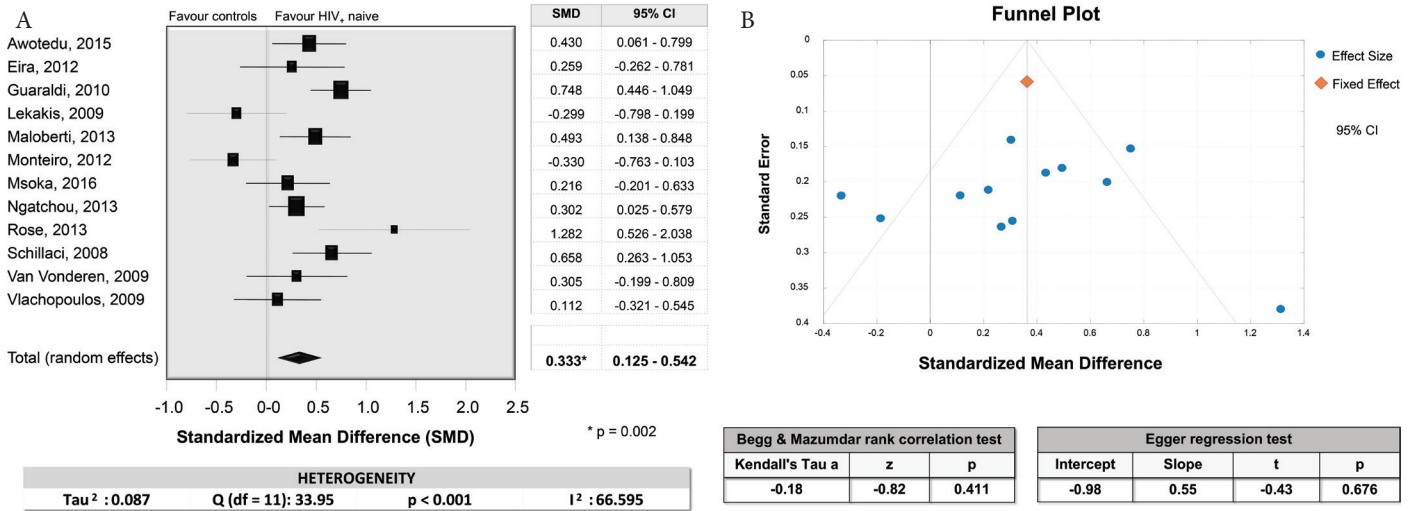 A
Favour controls Favour HIV+ naive
SMD 95% CI
Awotedu, 2015 0.430 0.061 - 0.799
Eira, 2012 0.259 -0.262 - 0.781
Guaraldi, 2010 0.748 0.446 - 1.049
Lekakis, 2009 -0.299 -0.798 - 0.199
Maloberti, 2013 0.493 0.138 - 0.848
Monteiro, 2012 -0.330 -0.763 - 0.103
Msoka, 2016 0.216 -0.201 - 0.633
Ngatchou, 2013 0.302 0.025 - 0.579
Rose, 2013 1.282 0.526 - 2.038
Schillaci, 2008 0.658 0.263 - 1.053
Van Vonderen, 2009 0.305 -0.199 - 0.809
Vlachopoulos, 2009 0.112 -0.321 - 0.545
Total (random effects) 0.333* 0.125 - 0.542
-1.0 -0.5 0-0 0.5 1.0 1.5 2.0 2.5
Standardized Mean Difference (SMD)
* p = 0.002
HETEROGENEITY
Tau 2 : 0.087 Q (df = 11): 33.95 p < 0.001 I 2 : 66.595
B
Funnel Plot
0
0.05
0.1
0.15
0.2
0.25
0.3
0.35
0.4
Standard Error
-0.4 -0.2 0 0.2 0.4 0.6 0.8 1 1.2 1.4
Standardized Mean Difference
Effect Size
Fixed Effect
95% CI
Begg & Mazumdar rank correlation test
Kendall's Tau a z p
-0.18 -0.82 0.411
Egger regression test
Intercept Slope t p
-0.98 0.55 -0.43 0.676